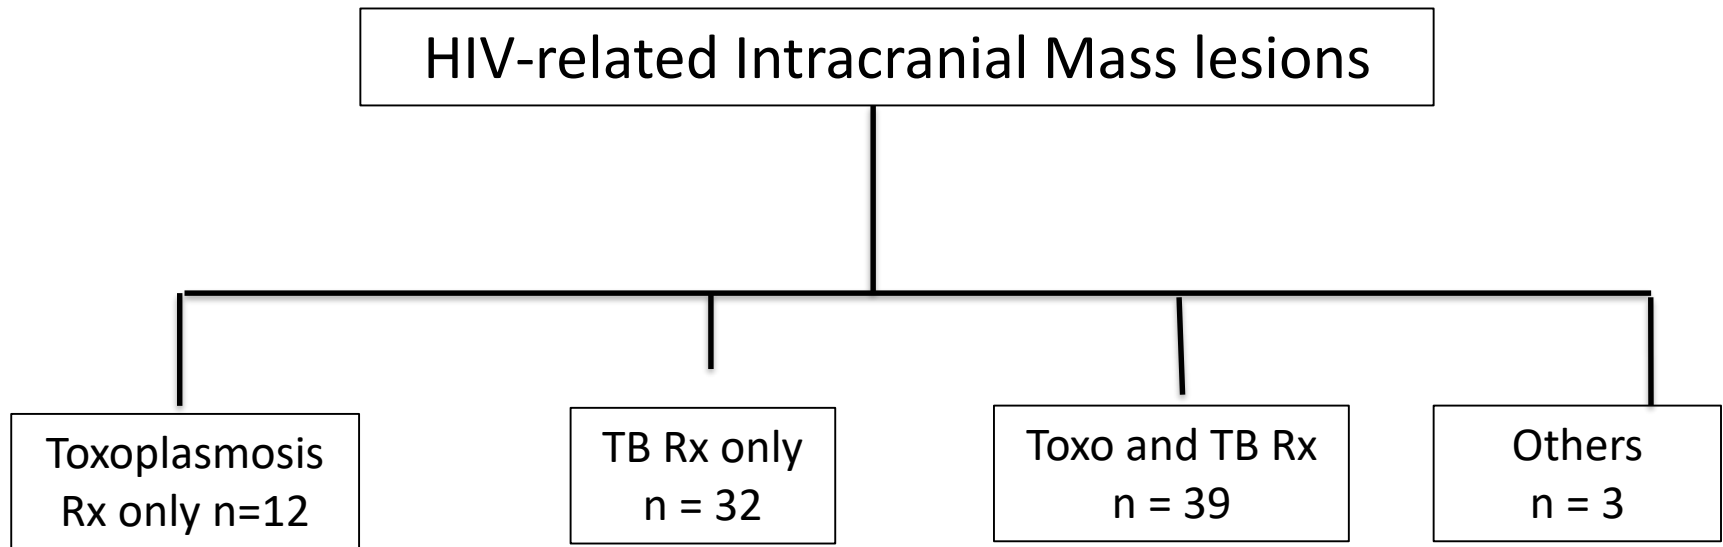 HIV-related Intracranial Mass lesions
Toxoplasmosis
Rx only n=12
TB Rx only
n = 32
Toxo and TB Rx
n = 39
Others
n = 3